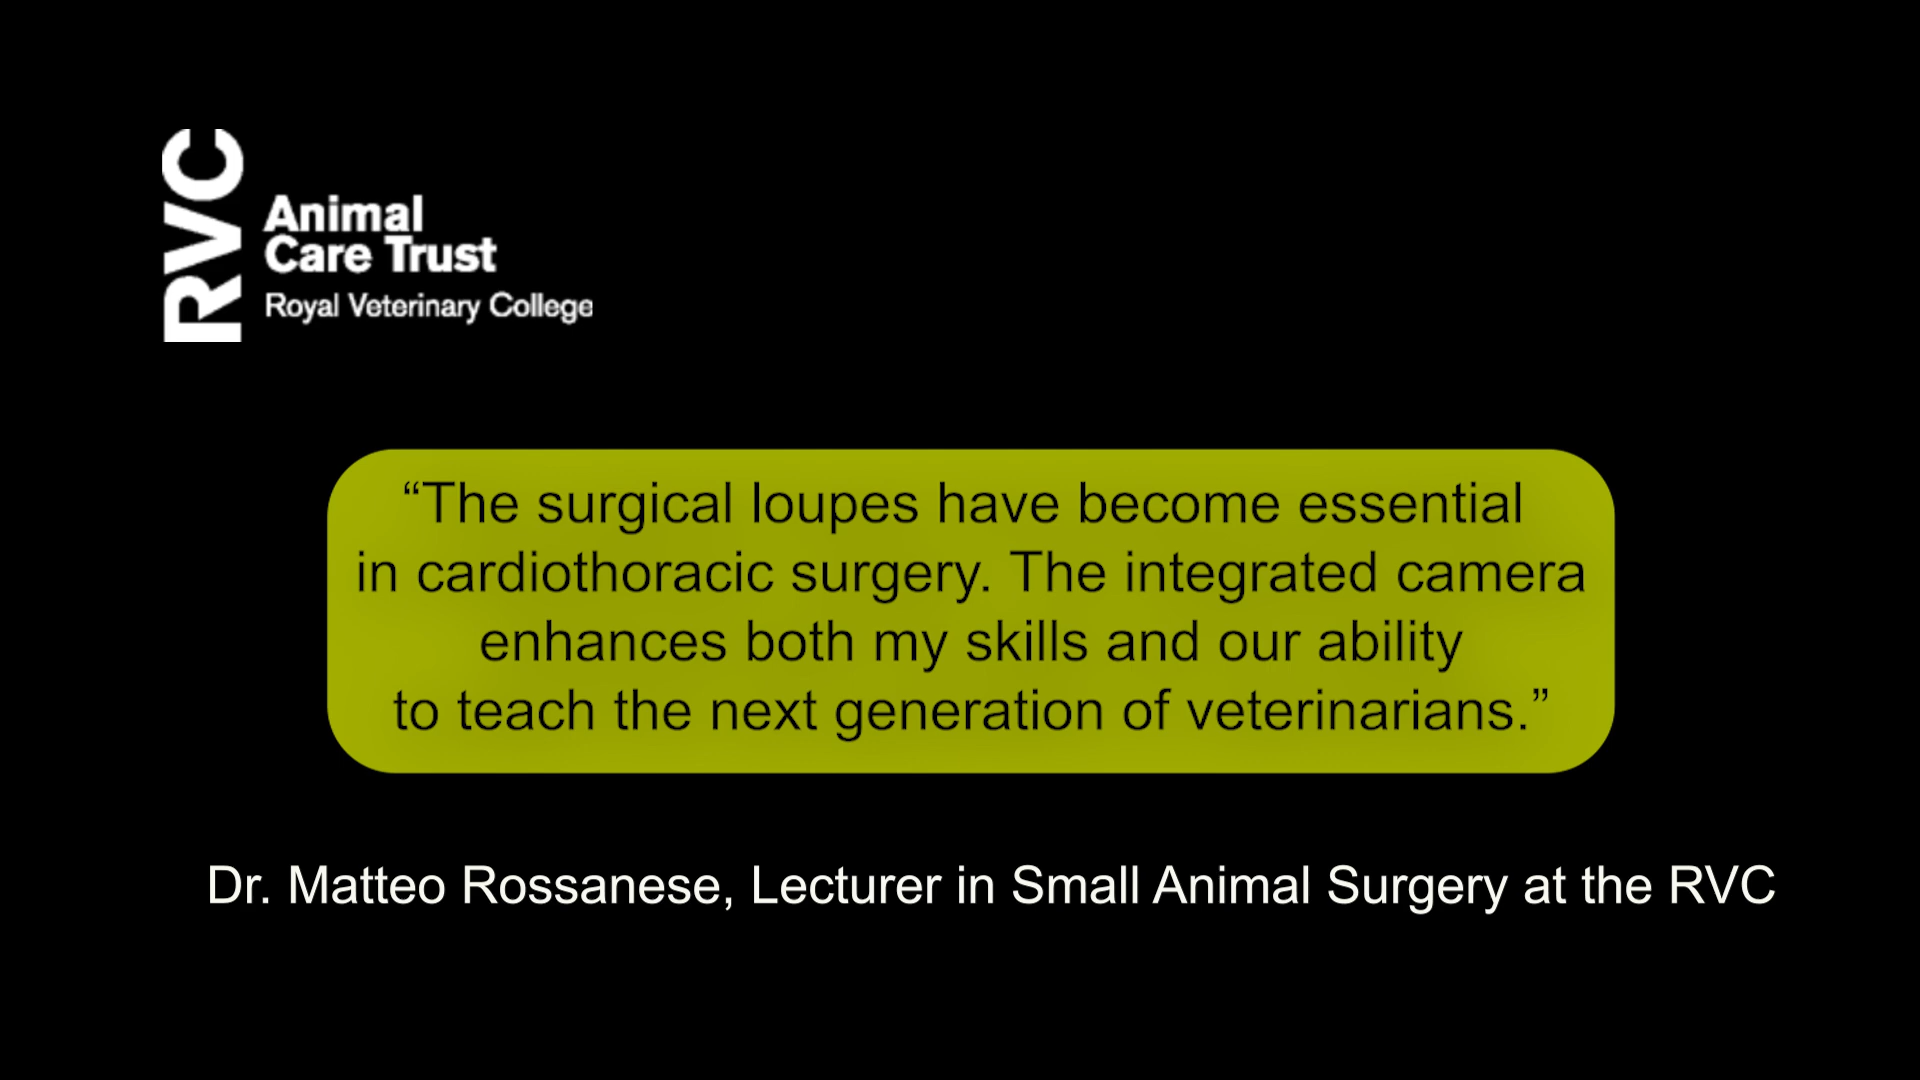 RVC
Animal
Care Trust
Royal Veterinary College
“The surgical loupes have become essential
in cardiothoracic surgery. The integrated camera
enhances both my skills and our ability
to teach the next generation of veterinarians.”
Dr. Matteo Rossanese, Lecturer in Small Animal Surgery at the RVC